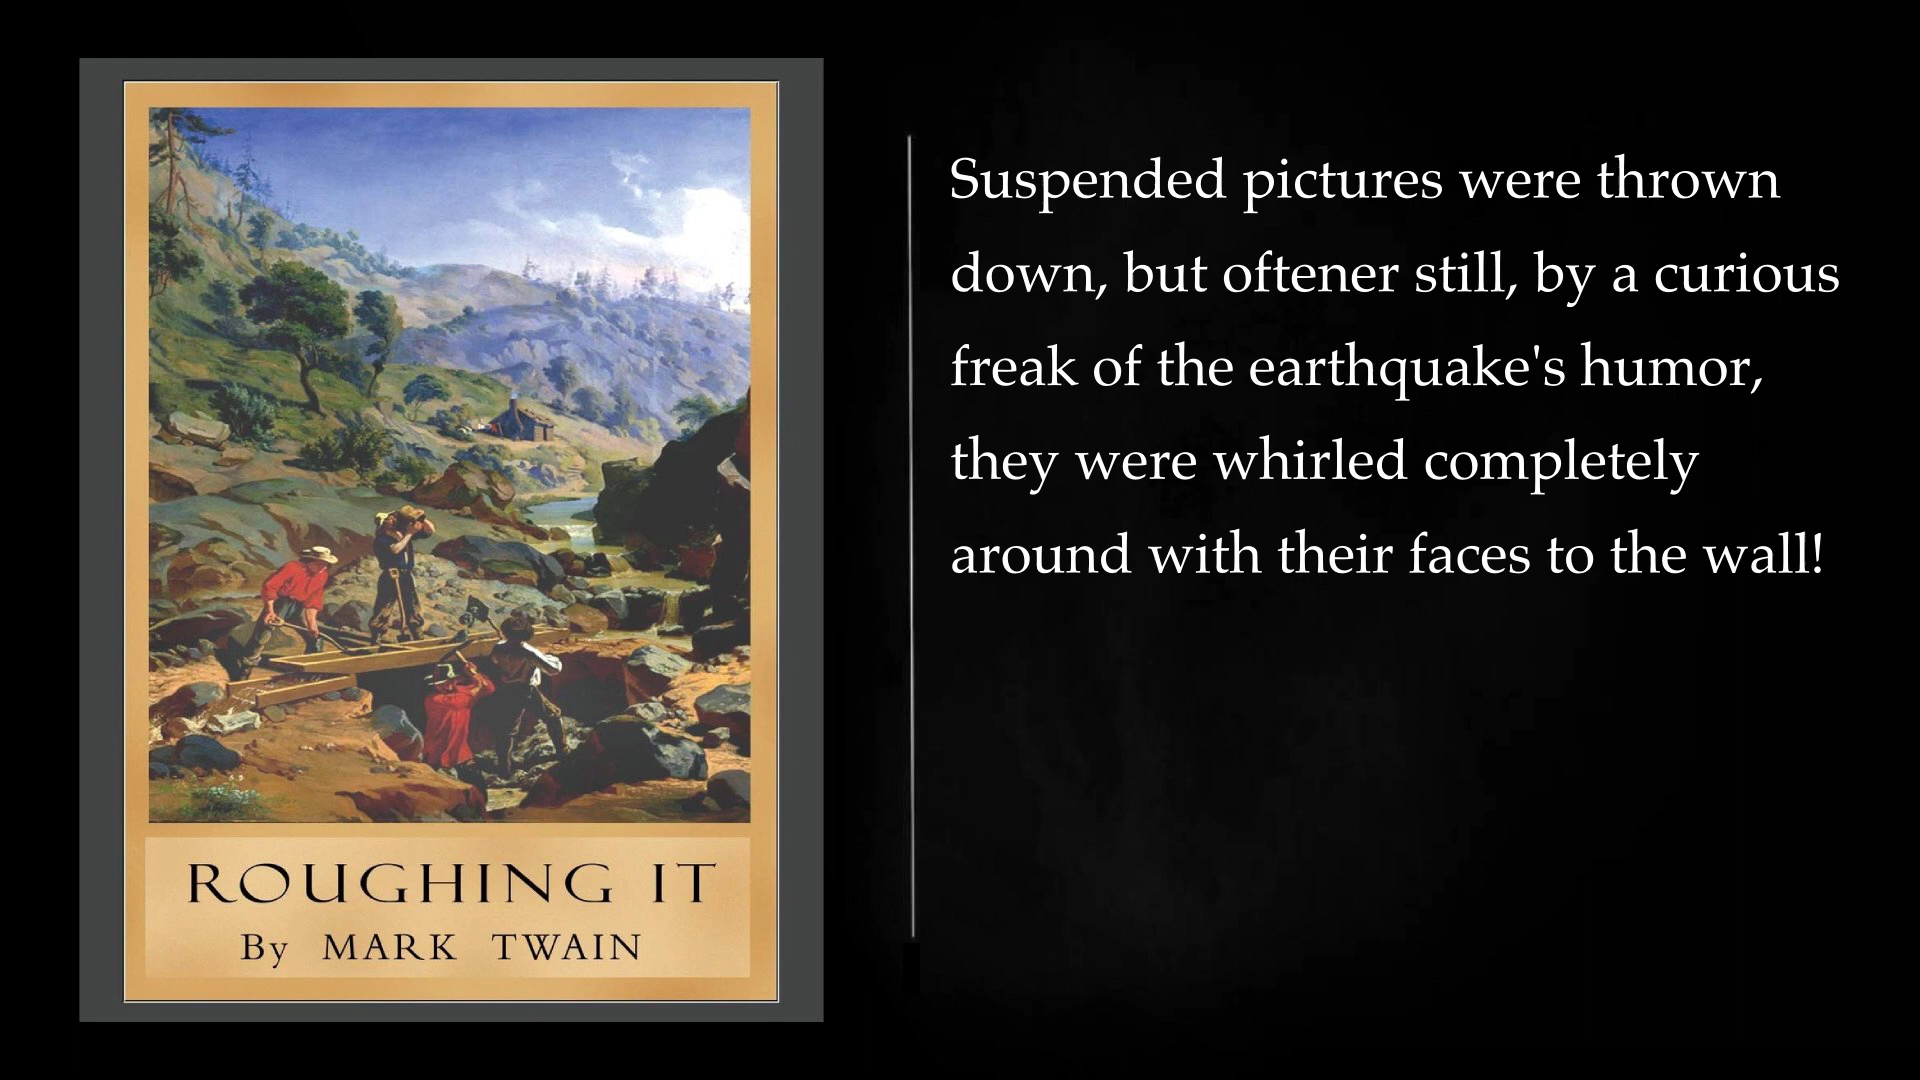 ROUGHING IT
By MARK TWAIN
Suspended pictures were thrown
down, but oftener still, by a curious
freak of the earthquake's humor,
they were whirled completely
around with their faces to the wall!